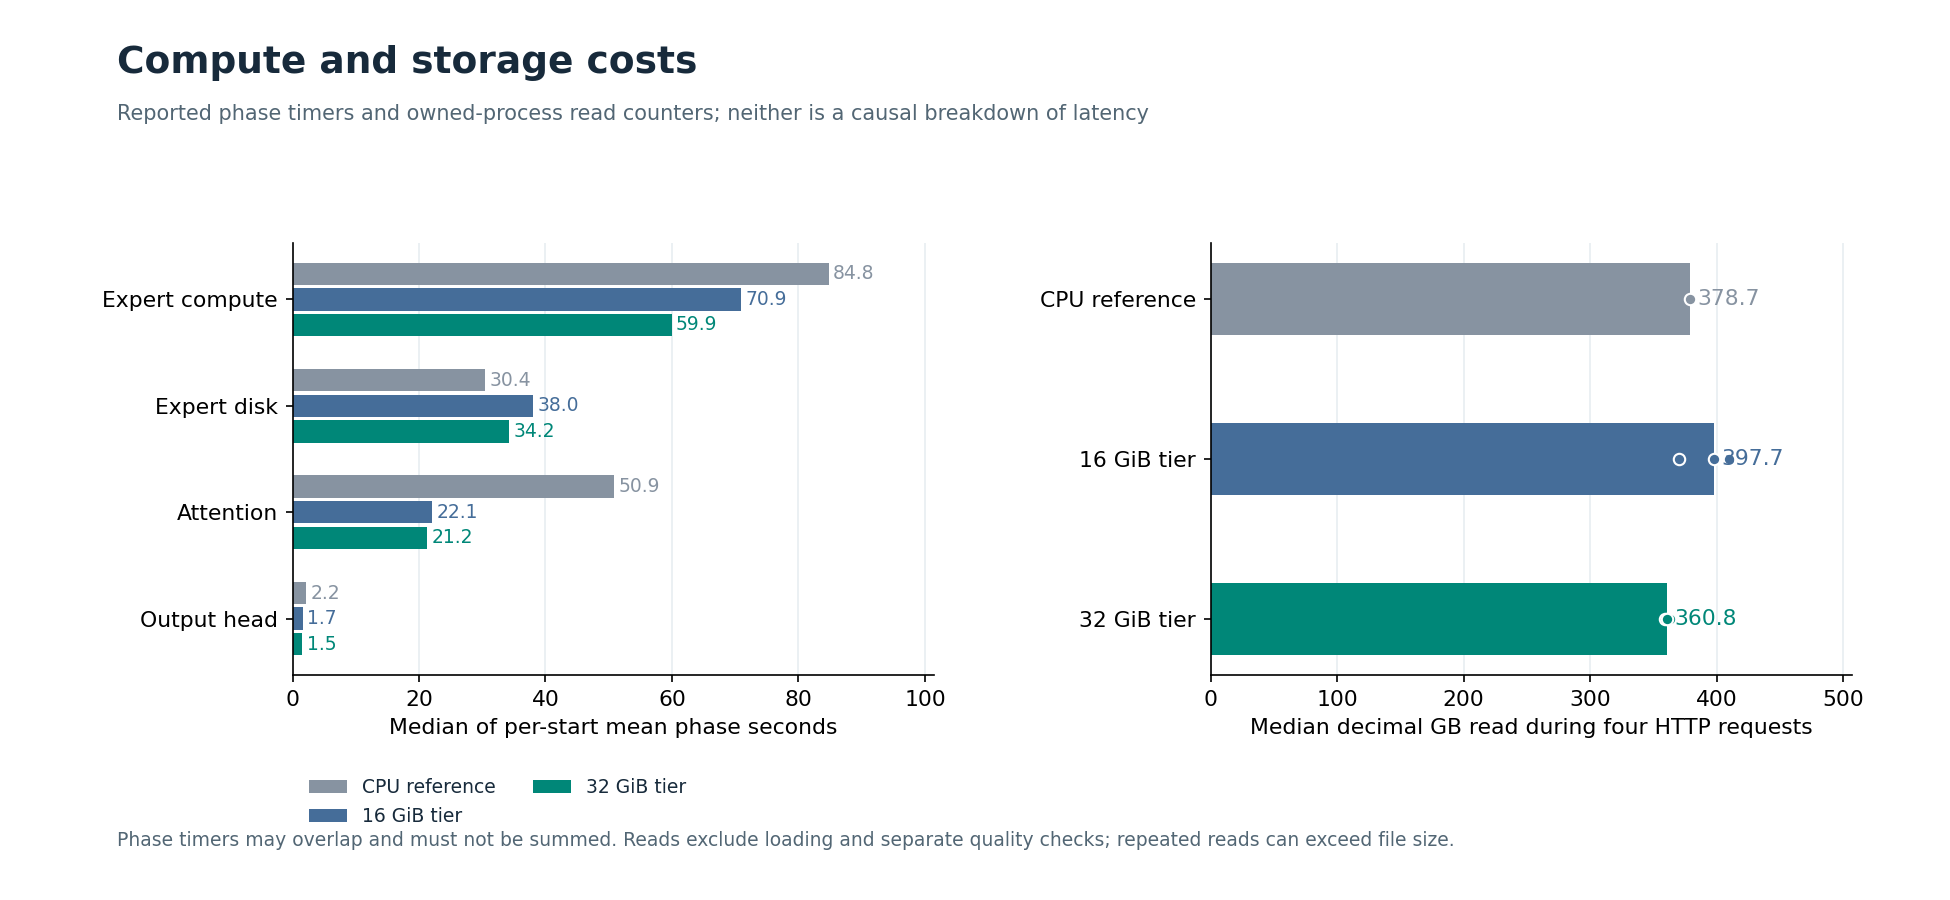 Compute and storage costs
Reported phase timers and owned-process read counters; neither is a causal breakdown of latency
Expert compute
84.8
70.9
59.9
Expert disk
30.4
38.0
34.2
Attention
50.9
22.1
21.2
Output head
2.2
1.7
1.5
0 20 40 60 80 100
Median of per-start mean phase seconds
CPU reference
378.7
16 GiB tier
397.7
32 GiB tier
360.8
0 100 200 300 400 500
Median decimal GB read during four HTTP requests
CPU reference
16 GiB tier
32 GiB tier
Phase timers may overlap and must not be summed. Reads exclude loading and separate quality checks; repeated reads can exceed file size.